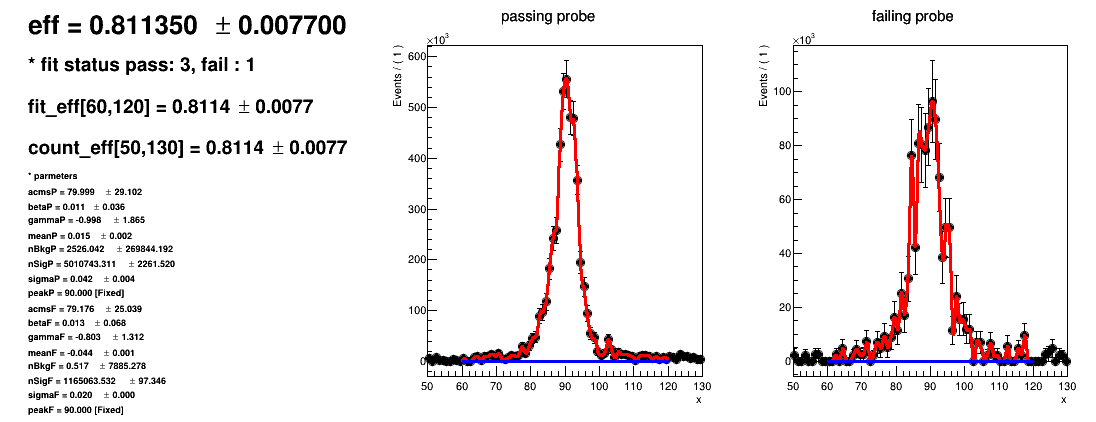 eff = 0.811350 ± 0.007700
* fit status pass: 3, fail : 1
fit_eff[60,120] = 0.8114 ± 0.0077
count_eff[50,130] = 0.8114 ± 0.0077
* parmeters
acmsP = 79.999 ± 29.102
betaP = 0.011 ± 0.036
gammaP = -0.998 ± 1.865
meanP = 0.015 ± 0.002
nBkgP = 2526.042 ± 269844.192
nSigP = 5010743.311 ± 2261.520
sigmaP = 0.042 ± 0.004
peakP = 90.000 [Fixed]
acmsF = 79.176 ± 25.039
betaF = 0.013 ± 0.068
gammaF = -0.803 ± 1.312
meanF = -0.044 ± 0.001
nBkgF = 0.517 ± 7885.278
nSigF = 1165063.532 ± 97.346
sigmaF = 0.020 ± 0.000
peakF = 90.000 [Fixed]
passing probe
×10³
Events / ( 1 )
600
500
400
300
200
100
0
50 60 70 80 90 100 110 120 130
x
failing probe
×10³
Events / ( 1 )
100
80
60
40
20
0
50 60 70 80 90 100 110 120 130
x